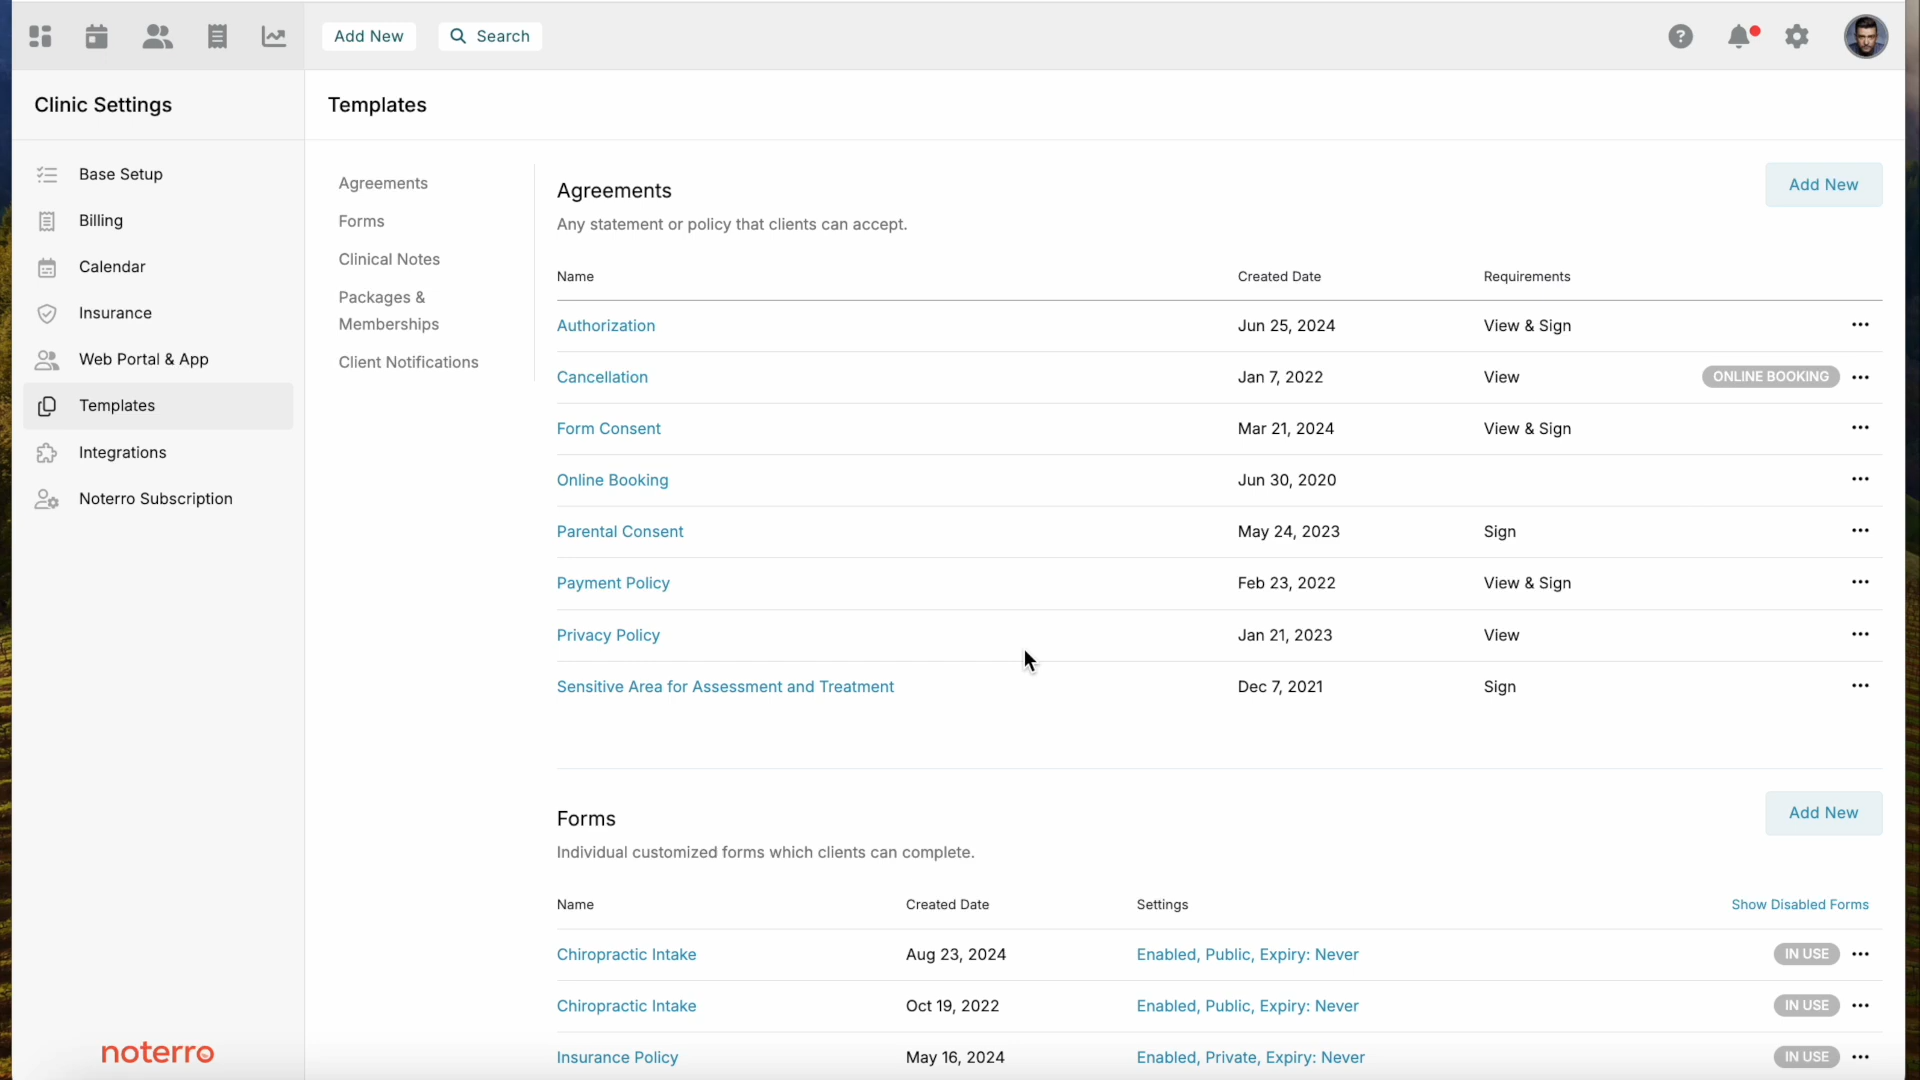 Add New
Search
Clinic Settings
Templates
Base Setup
Billing
Calendar
Insurance
Web Portal & App
Templates
Integrations
Noterro Subscription
noterro
Agreements
Forms
Clinical Notes
Packages &
Memberships
Client Notifications
Agreements
Add New
Any statement or policy that clients can accept.
Name Created Date Requirements
Authorization Jun 25, 2024 View & Sign
Cancellation Jan 7, 2022 View ONLINE BOOKING
Form Consent Mar 21, 2024 View & Sign
Online Booking Jun 30, 2020
Parental Consent May 24, 2023 Sign
Payment Policy Feb 23, 2022 View & Sign
Privacy Policy Jan 21, 2023 View
Sensitive Area for Assessment and Treatment Dec 7, 2021 Sign
Forms
Add New
Individual customized forms which clients can complete.
Name Created Date Settings Show Disabled Forms
Chiropractic Intake Aug 23, 2024 Enabled, Public, Expiry: Never IN USE
Chiropractic Intake Oct 19, 2022 Enabled, Public, Expiry: Never IN USE
Insurance Policy May 16, 2024 Enabled, Private, Expiry: Never IN USE